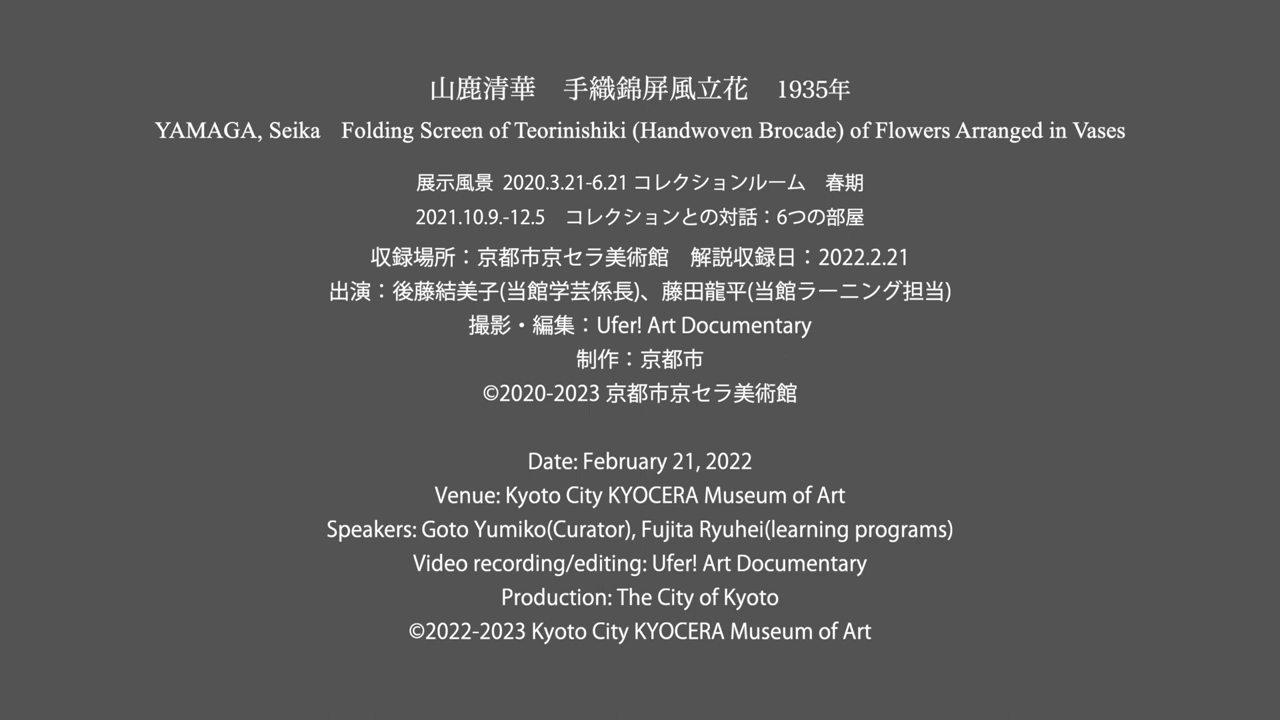 山鹿清華　手織錦屏風立花　1935年
YAMAGA, Seika　Folding Screen of Teorinishiki (Handwoven Brocade) of Flowers Arranged in Vases
展示風景 2020.3.21-6.21 コレクションルーム　春期
2021.10.9.-12.5　コレクションとの対話：6つの部屋
収録場所：京都市京セラ美術館　解説収録日：2022.2.21
出演：後藤結美子(当館学芸係長)、藤田龍平(当館ラーニング担当)
撮影・編集：Ufer! Art Documentary
制作：京都市
©2020-2023 京都市京セラ美術館
Date: February 21, 2022
Venue: Kyoto City KYOCERA Museum of Art
Speakers: Goto Yumiko(Curator), Fujita Ryuhei(learning programs)
Video recording/editing: Ufer! Art Documentary
Production: The City of Kyoto
©2022-2023 Kyoto City KYOCERA Museum of Art